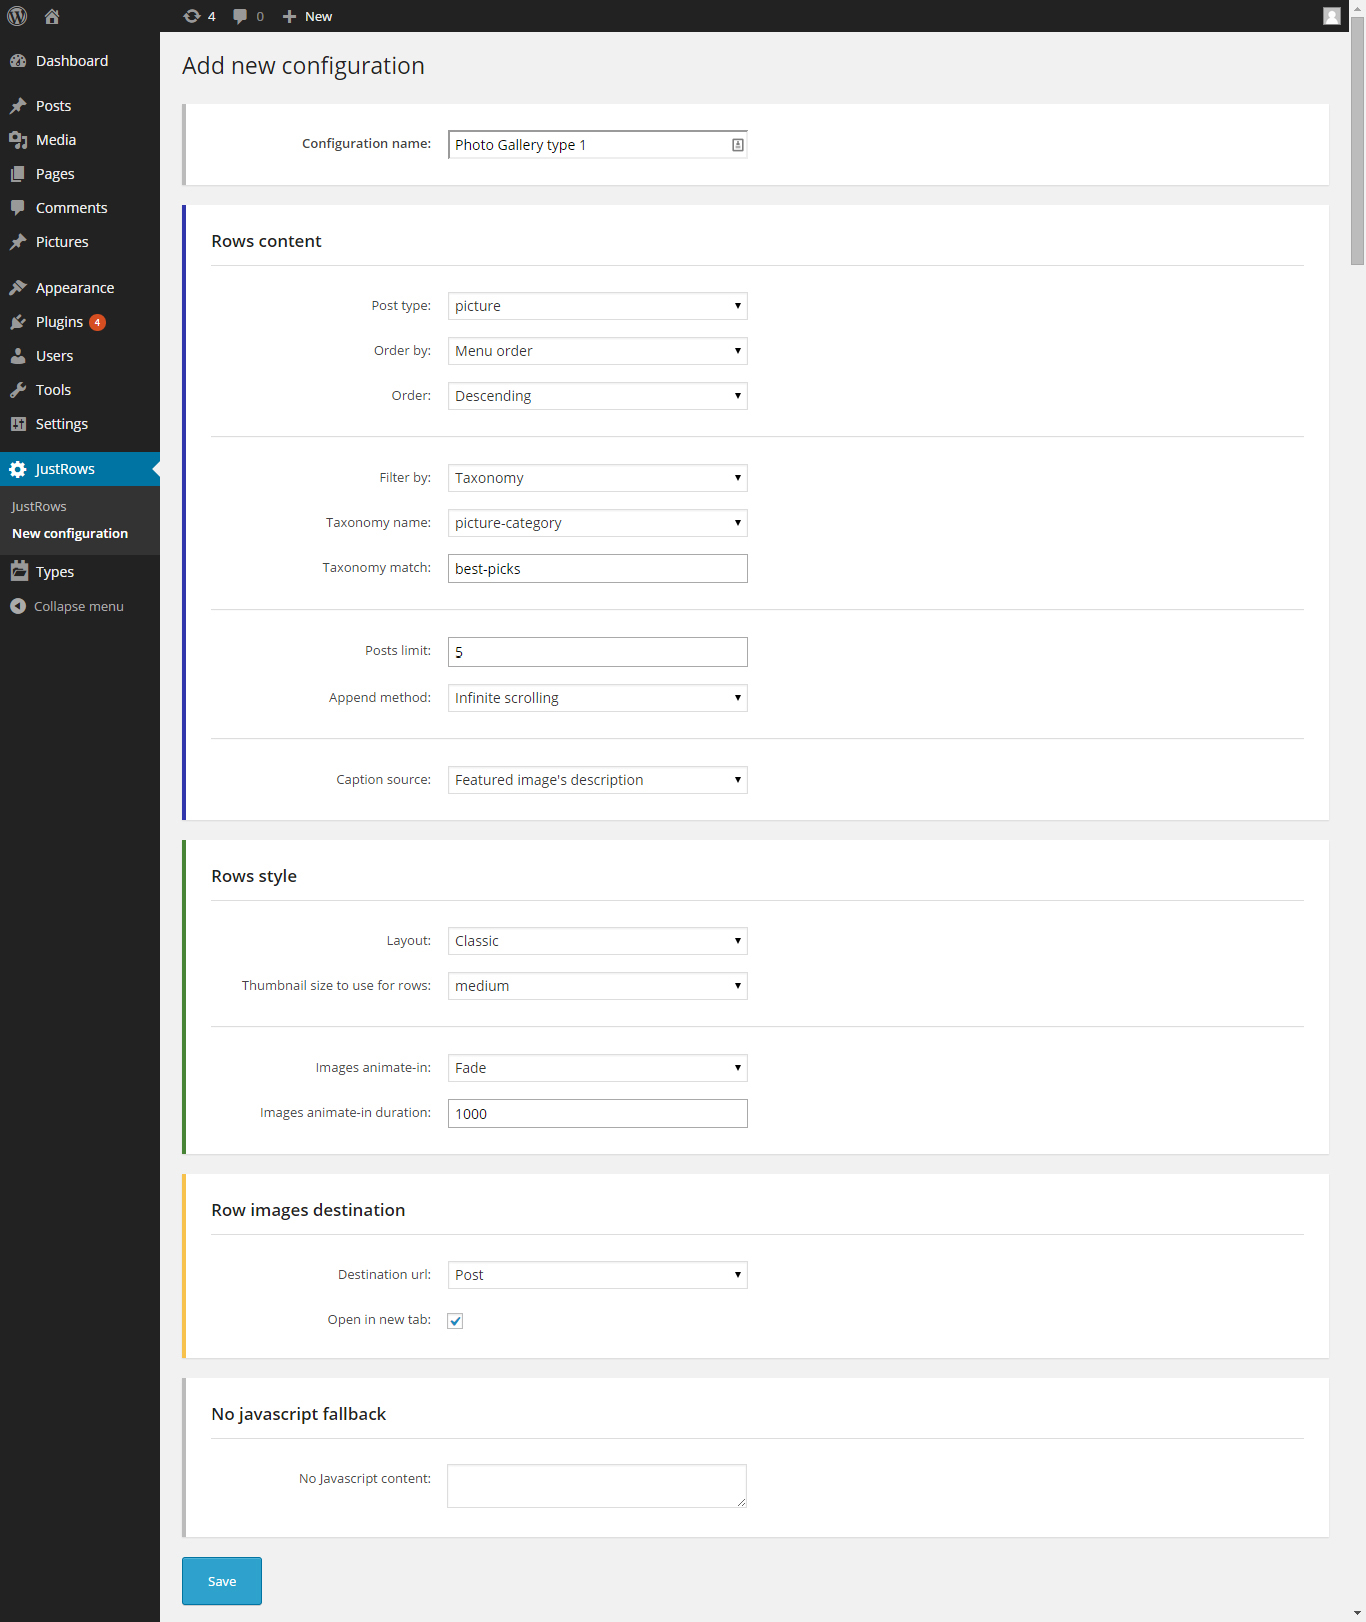 4 0 New
Dashboard
Posts
Media
Pages
Comments
Pictures
Appearance
Plugins 4
Users
Tools
Settings
JustRows
JustRows
New configuration
Types
Collapse menu
Add new configuration
Configuration name: Photo Gallery type 1
Rows content
Post type: picture
Order by: Menu order
Order: Descending
Filter by: Taxonomy
Taxonomy name: picture-category
Taxonomy match: best-picks
Posts limit: 5
Append method: Infinite scrolling
Caption source: Featured image's description
Rows style
Layout: Classic
Thumbnail size to use for rows: medium
Images animate-in: Fade
Images animate-in duration: 1000
Row images destination
Destination url: Post
Open in new tab:
No javascript fallback
No Javascript content:
Save